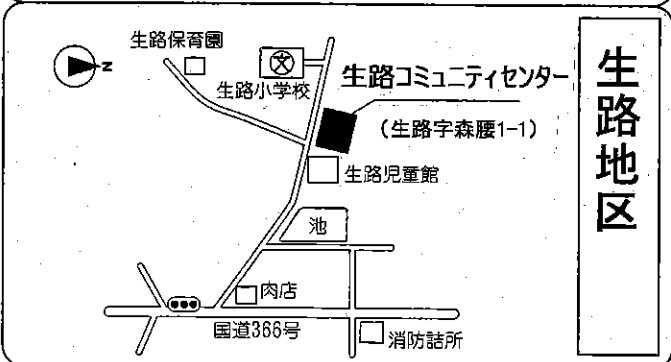 生路地区
生路保育園
N
文
生路小学校
生路コミュニティセンター
(生路字森腰1-1)
生路児童館
池
肉店
国道366号
消防詰所